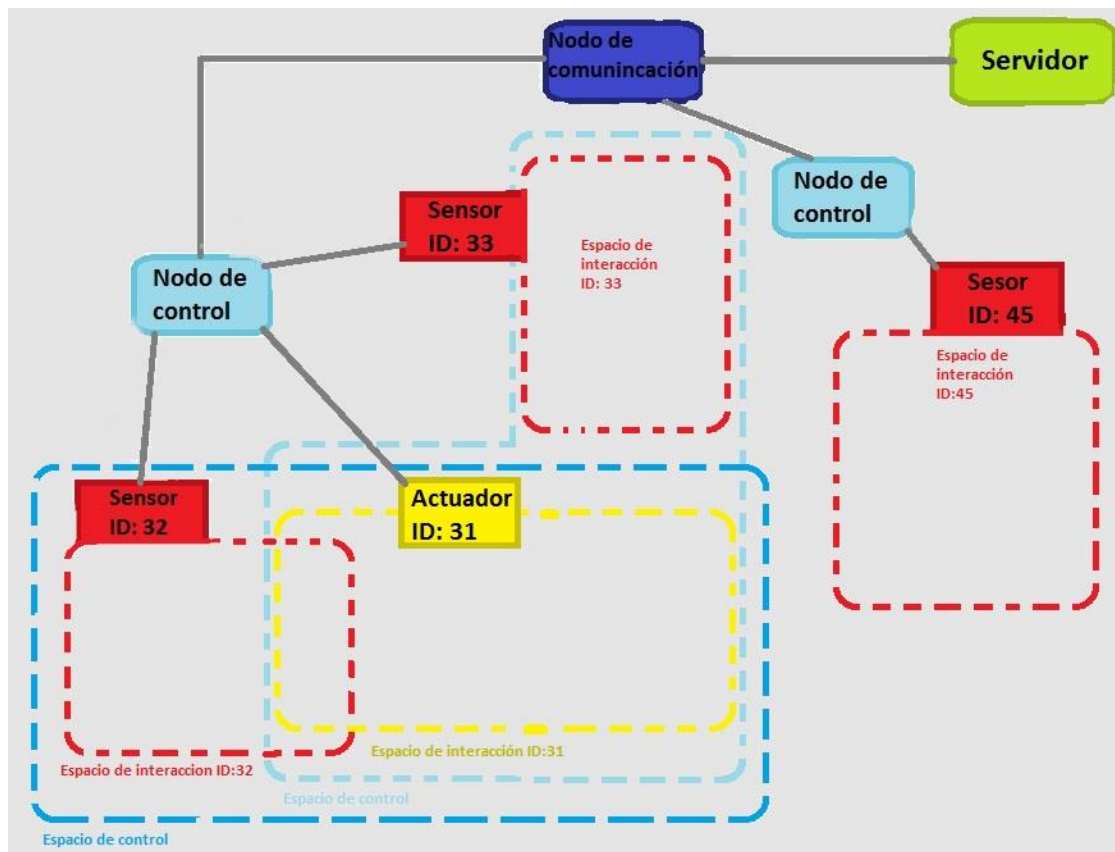 Nodo de
comunincación
Servidor
Nodo de
control
Sensor
ID: 33
Espacio de
interacción
ID: 33
Nodo de
control
Sesor
ID: 45
Espacio de
interacción
ID:45
Sensor
ID: 32
Actuador
ID: 31
Espacio de interacción ID:31
Espacio de interaccion ID:32
Espacio de control
Espacio de control